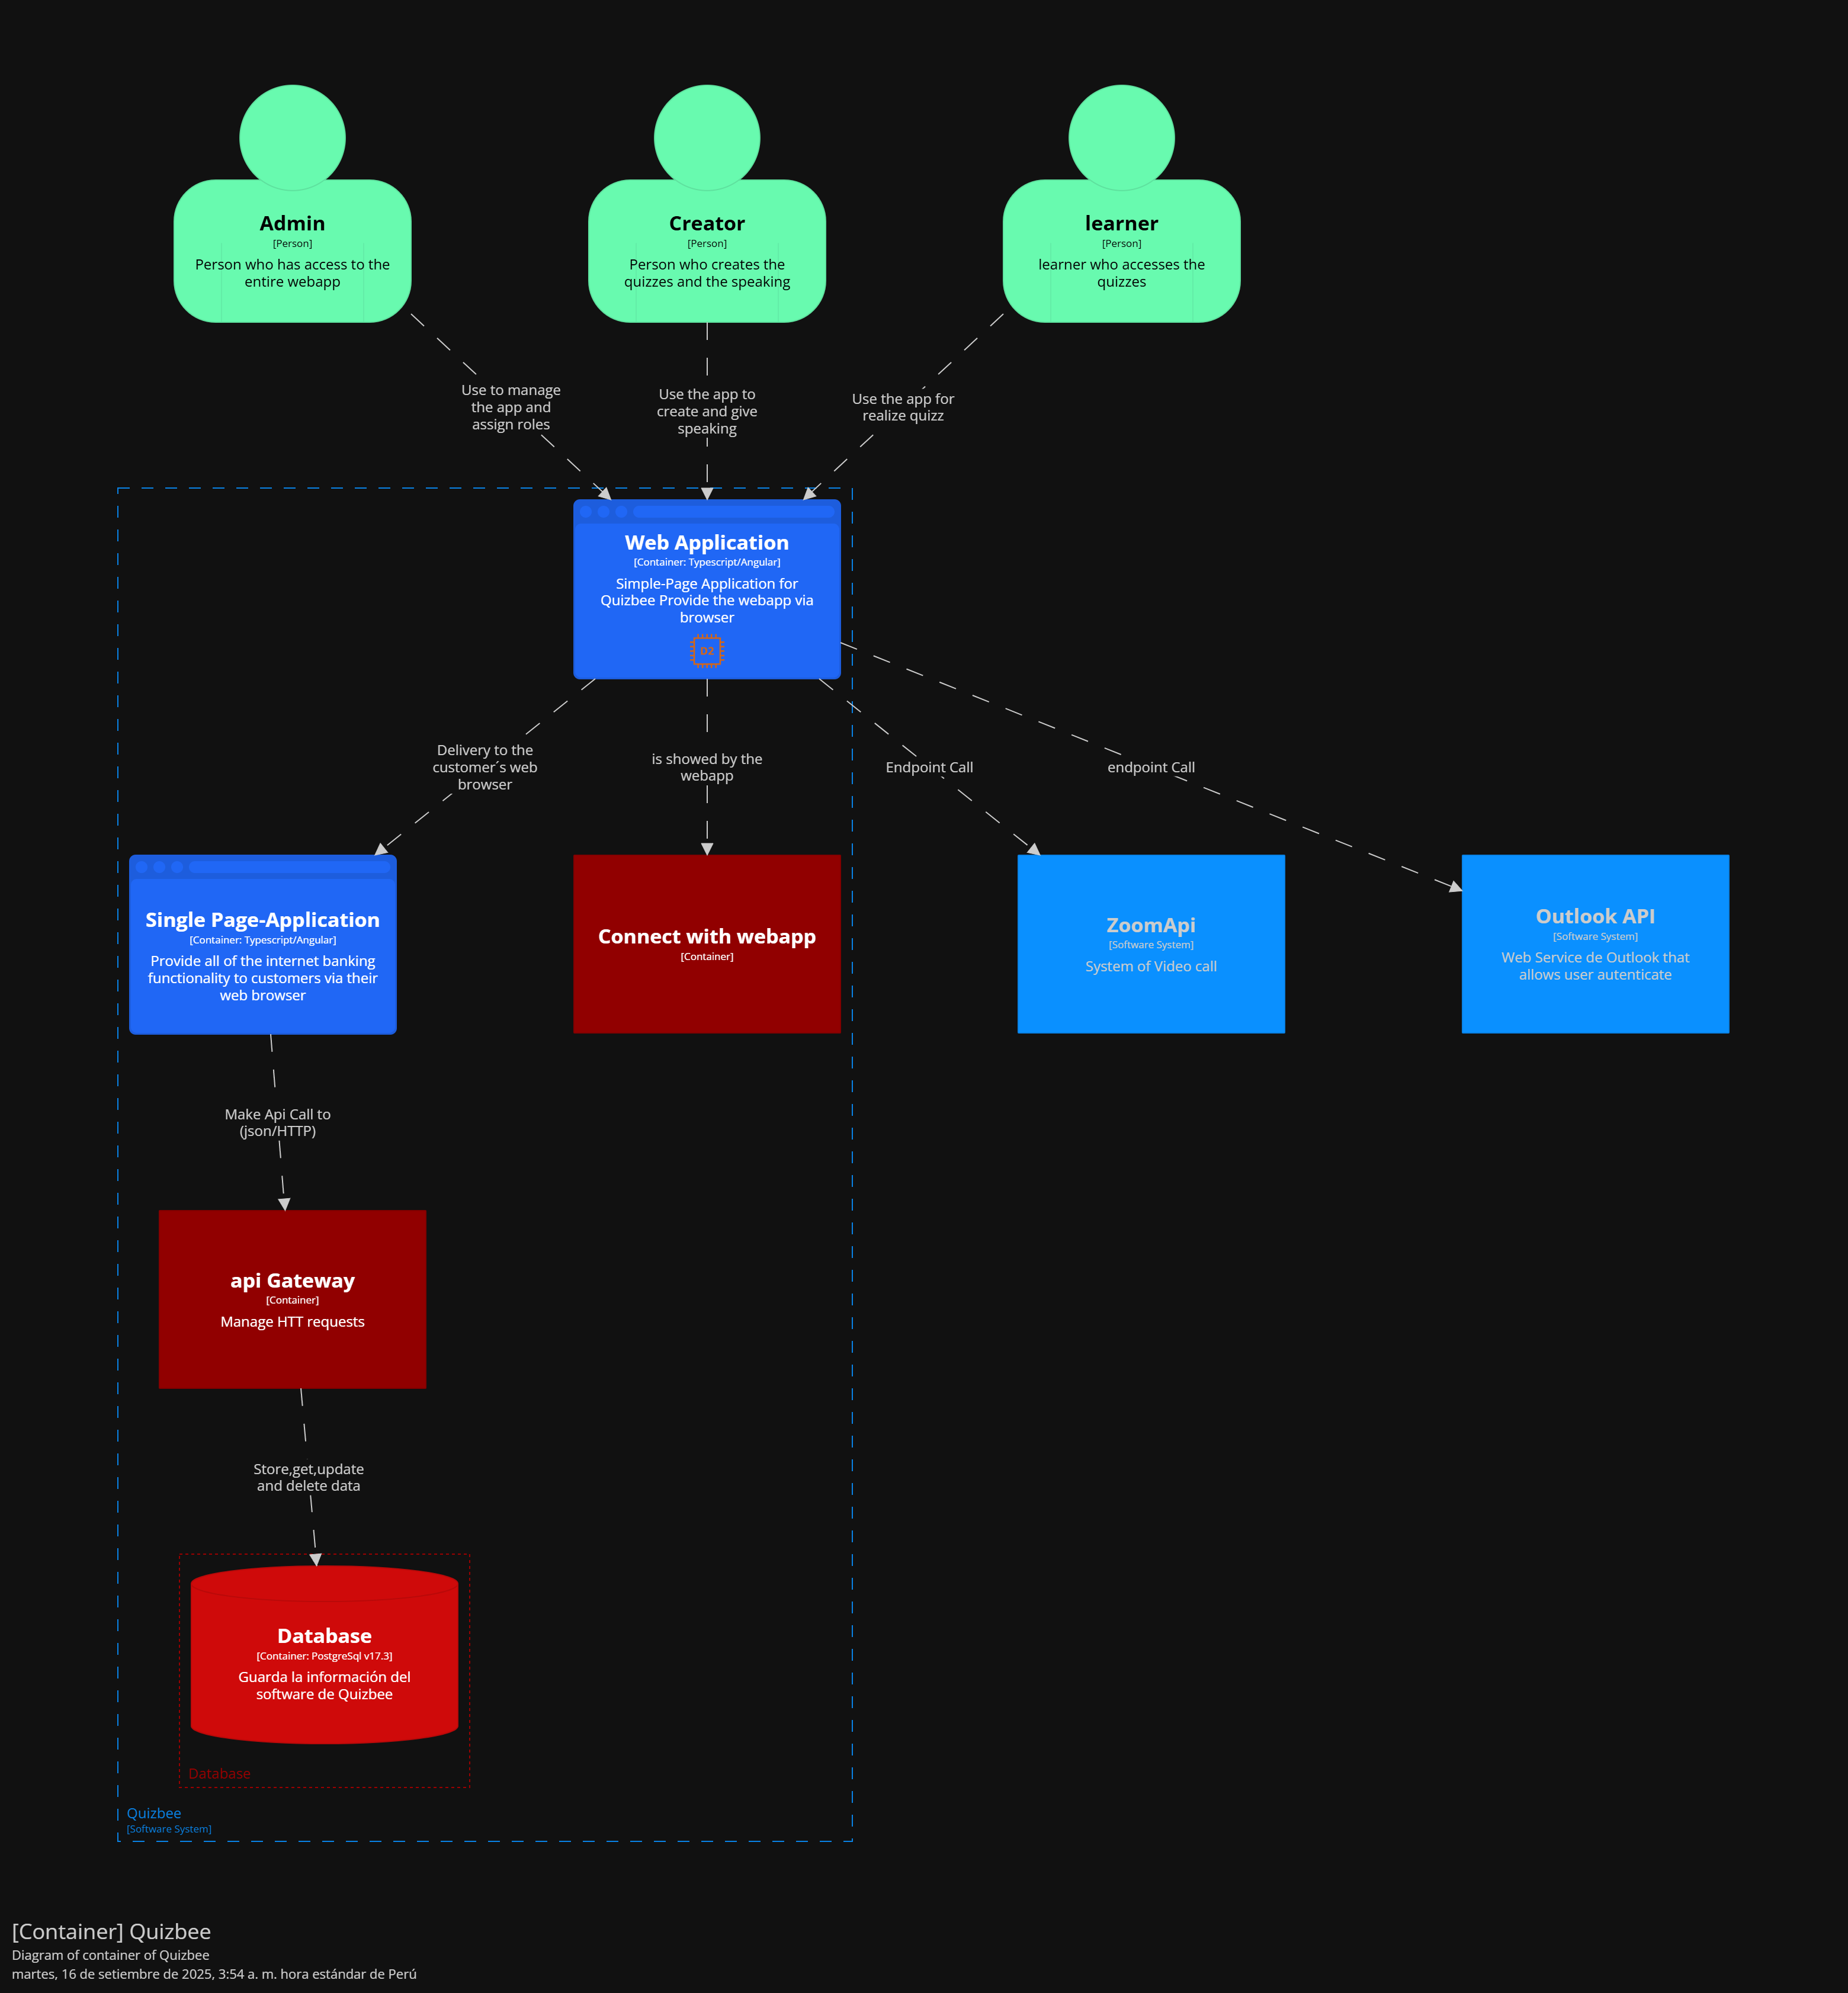 Admin
[Person]
Person who has access to the
entire webapp
Creator
[Person]
Person who creates the
quizzes and the speaking
learner
[Person]
learner who accesses the
quizzes
Use to manage
the app and
assign roles
Use the app to
create and give
speaking
Use the app for
realize quizz
Web Application
[Container: Typescript/Angular]
Simple-Page Application for
Quizbee Provide the webapp via
browser
D2
Delivery to the
customer´s web
browser
is showed by the
webapp
Endpoint Call
endpoint Call
Single Page-Application
[Container: Typescript/Angular]
Provide all of the internet banking
functionality to customers via their
web browser
Connect with webapp
[Container]
ZoomApi
[Software System]
System of Video call
Outlook API
[Software System]
Web Service de Outlook that
allows user autenticate
Make Api Call to
(json/HTTP)
api Gateway
[Container]
Manage HTT requests
Store,get,update
and delete data
Database
[Container: PostgreSql v17.3]
Guarda la información del
software de Quizbee
Database
Quizbee
[Software System]
[Container] Quizbee
Diagram of container of Quizbee
martes, 16 de setiembre de 2025, 3:54 a. m. hora estándar de Perú